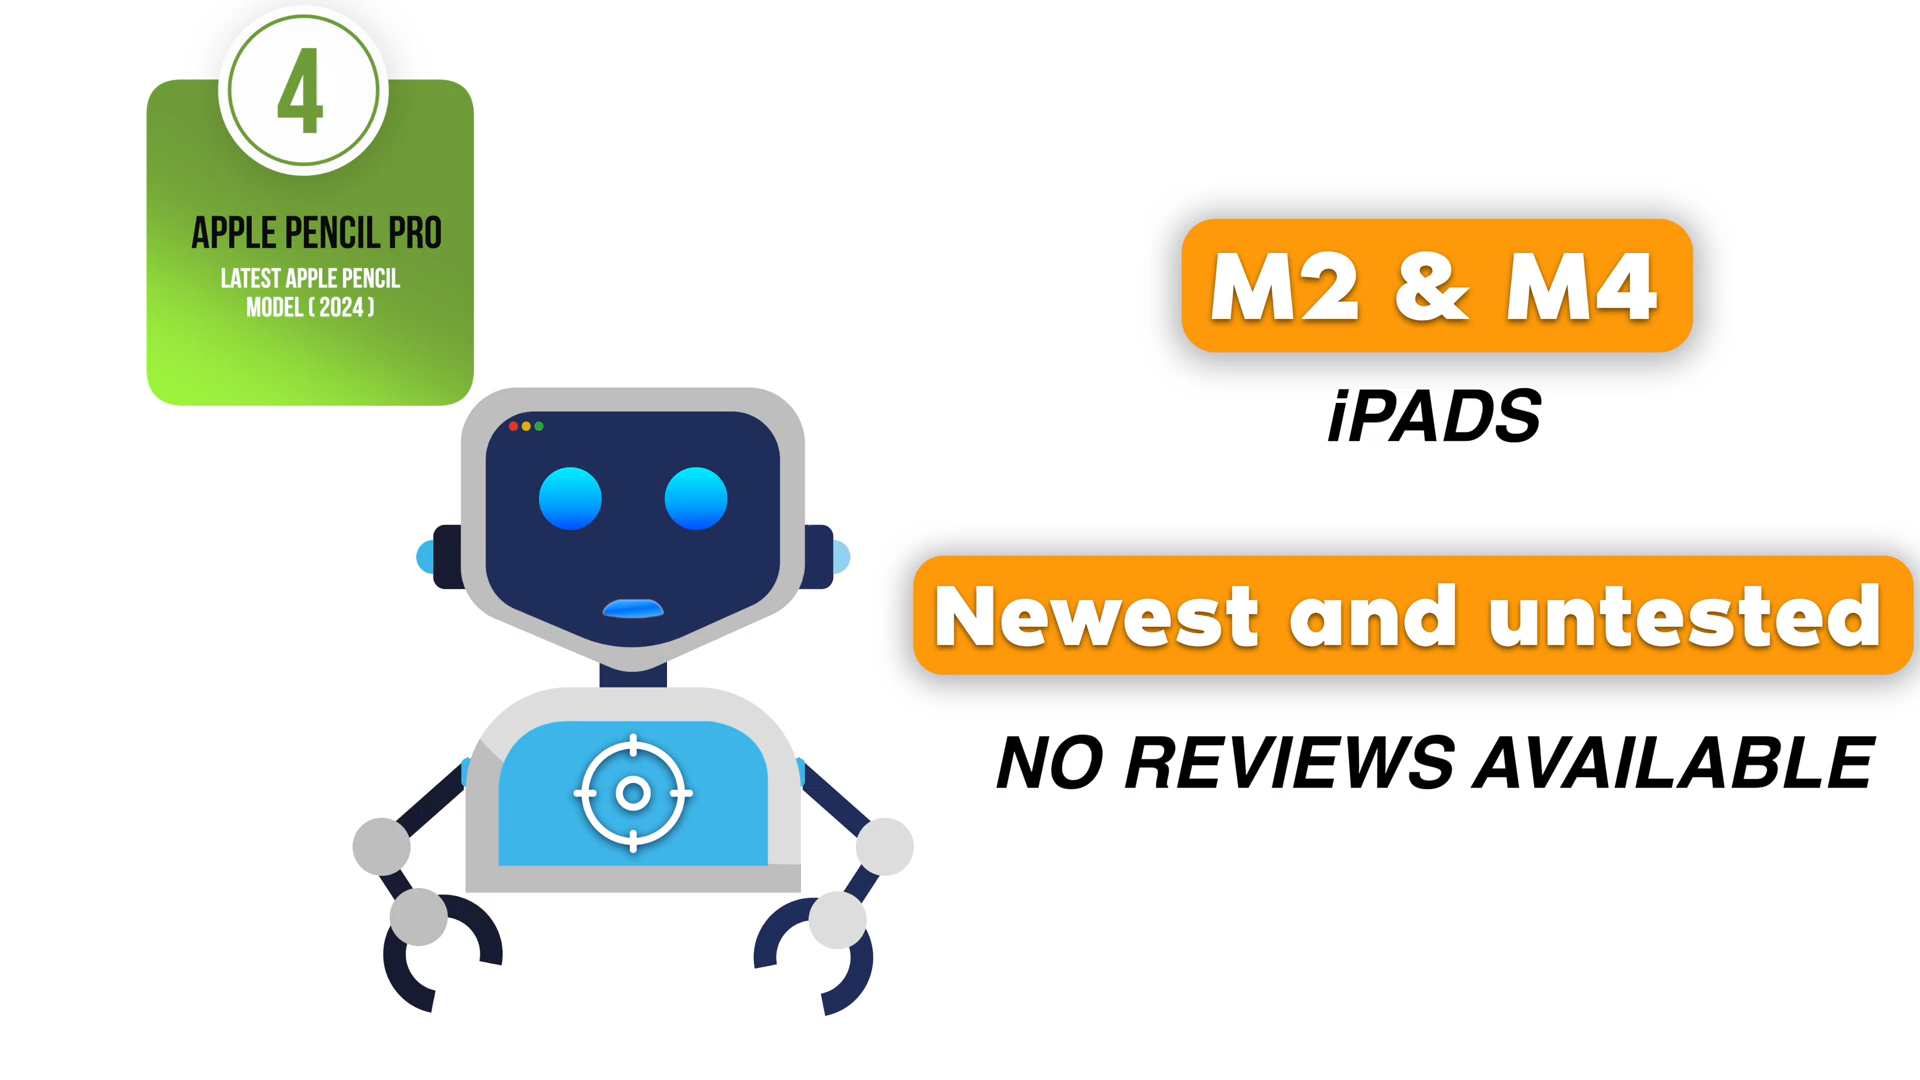 4
APPLE PENCIL PRO
LATEST APPLE PENCIL
MODEL ( 2024 )
M2 & M4
iPADS
Newest and untested
NO REVIEWS AVAILABLE